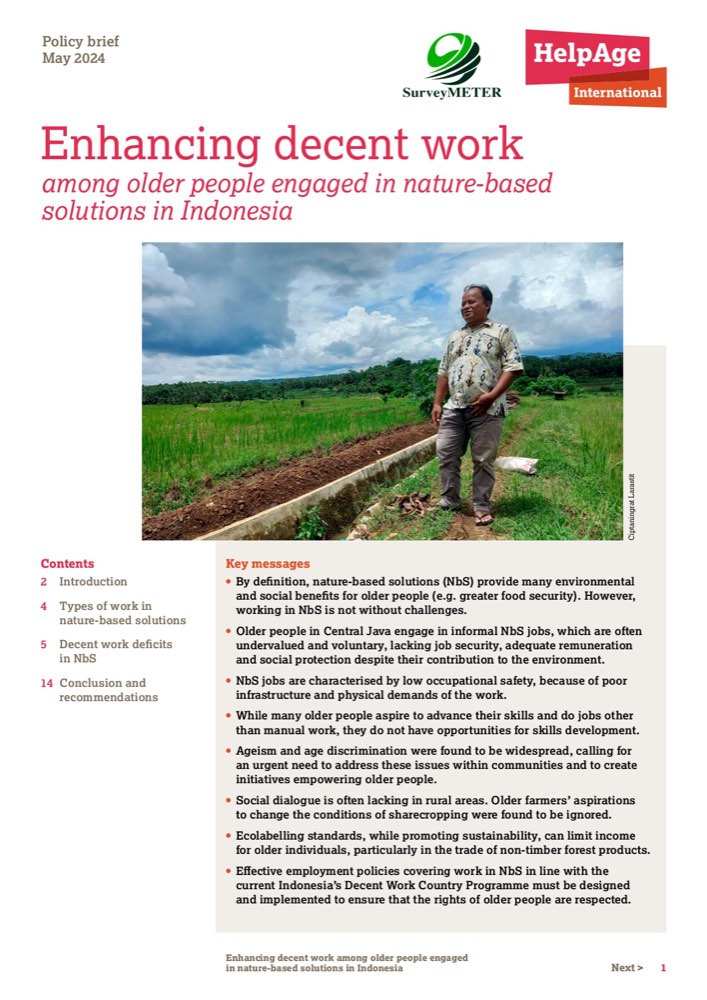 Policy brief
May 2024
SurveyMETER
HelpAge
International
Enhancing decent work
among older people engaged in nature-based
solutions in Indonesia
Ciptaningrat Larastit
Contents
2 Introduction
4 Types of work in
nature-based solutions
5 Decent work deficits
in NbS
14 Conclusion and
recommendations
Key messages
• By definition, nature-based solutions (NbS) provide many environmental
and social benefits for older people (e.g. greater food security). However,
working in NbS is not without challenges.
• Older people in Central Java engage in informal NbS jobs, which are often
undervalued and voluntary, lacking job security, adequate remuneration
and social protection despite their contribution to the environment.
• NbS jobs are characterised by low occupational safety, because of poor
infrastructure and physical demands of the work.
• While many older people aspire to advance their skills and do jobs other
than manual work, they do not have opportunities for skills development.
• Ageism and age discrimination were found to be widespread, calling for
an urgent need to address these issues within communities and to create
initiatives empowering older people.
• Social dialogue is often lacking in rural areas. Older farmers' aspirations
to change the conditions of sharecropping were found to be ignored.
• Ecolabelling standards, while promoting sustainability, can limit income
for older individuals, particularly in the trade of non-timber forest products.
• Effective employment policies covering work in NbS in line with the
current Indonesia's Decent Work Country Programme must be designed
and implemented to ensure that the rights of older people are respected.
Enhancing decent work among older people engaged
in nature-based solutions in Indonesia
Next > 1